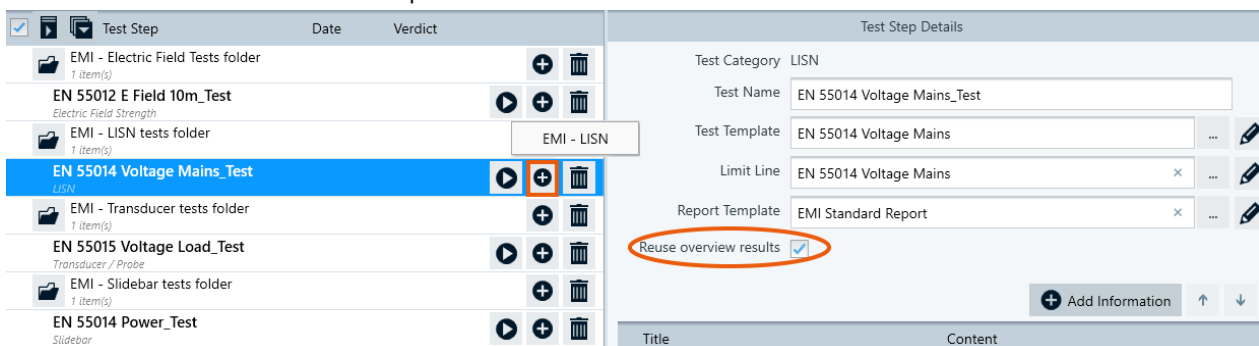 Test Step Date Verdict
EMI - Electric Field Tests folder
1 item(s)
EN 55012 E Field 10m_Test
Electric Field Strength
EMI - LISN tests folder
1 item(s)
EMI - LISN
EN 55014 Voltage Mains_Test
LISN
EMI - Transducer tests folder
1 item(s)
EN 55015 Voltage Load_Test
Transducer / Probe
EMI - Slidebar tests folder
1 item(s)
EN 55014 Power_Test
Slidebar
Test Step Details
Test Category LISN
Test Name EN 55014 Voltage Mains_Test
Test Template EN 55014 Voltage Mains ...
Limit Line EN 55014 Voltage Mains × ...
Report Template EMI Standard Report × ...
Reuse overview results
Add Information ↑ ↓
Title Content